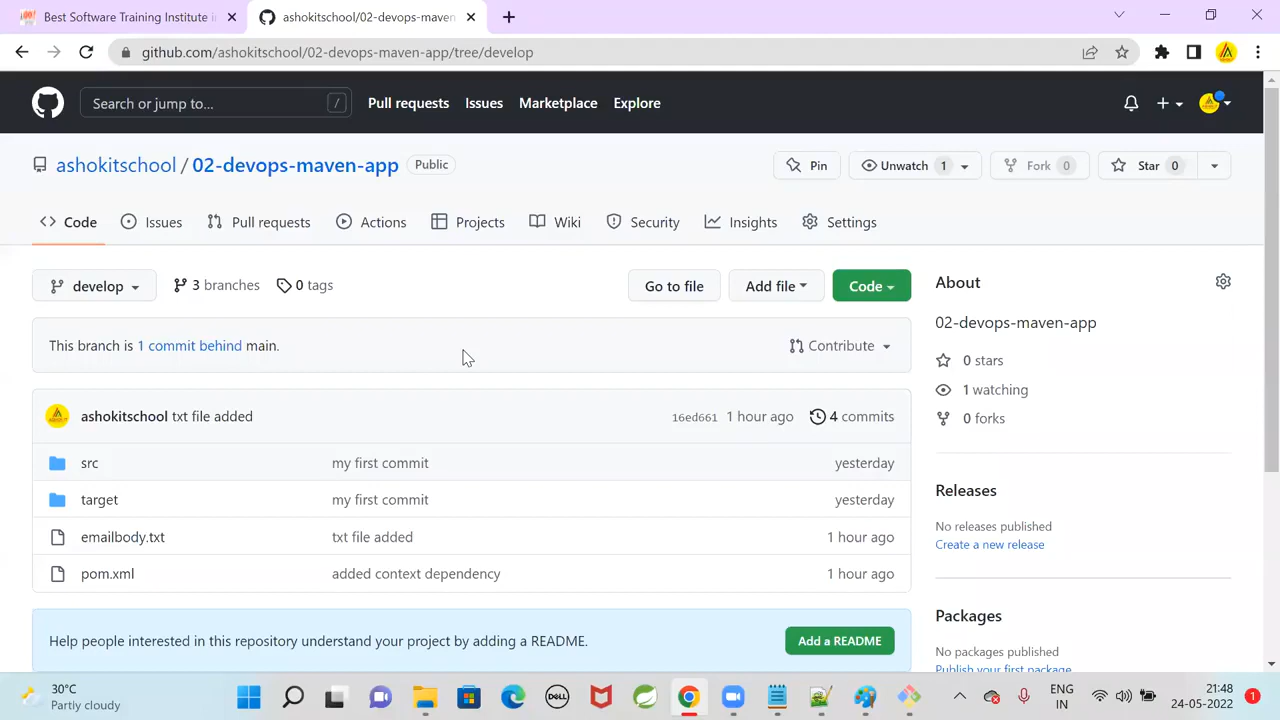 Best Software Training Institute i
ashokitschool/02-devops-maven
github.com/ashokitschool/02-devops-maven-app/tree/develop
Search or jump to...
/
Pull requests
Issues
Marketplace
Explore
ashokitschool / 02-devops-maven-app
Public
Pin
Unwatch 1
Fork 0
Star 0
Code
Issues
Pull requests
Actions
Projects
Wiki
Security
Insights
Settings
develop
3 branches
0 tags
Go to file
Add file
Code
This branch is 1 commit behind main.
Contribute
ashokitschool txt file added
16ed661 1 hour ago
4 commits
src my first commit yesterday
target my first commit yesterday
emailbody.txt txt file added 1 hour ago
pom.xml added context dependency 1 hour ago
Help people interested in this repository understand your project by adding a README.
Add a README
About
02-devops-maven-app
0 stars
1 watching
0 forks
Releases
No releases published
Create a new release
Packages
No packages published
Publish your first package
30°C
Partly cloudy
DELL
ENG
IN
21:48
24-05-2022
1